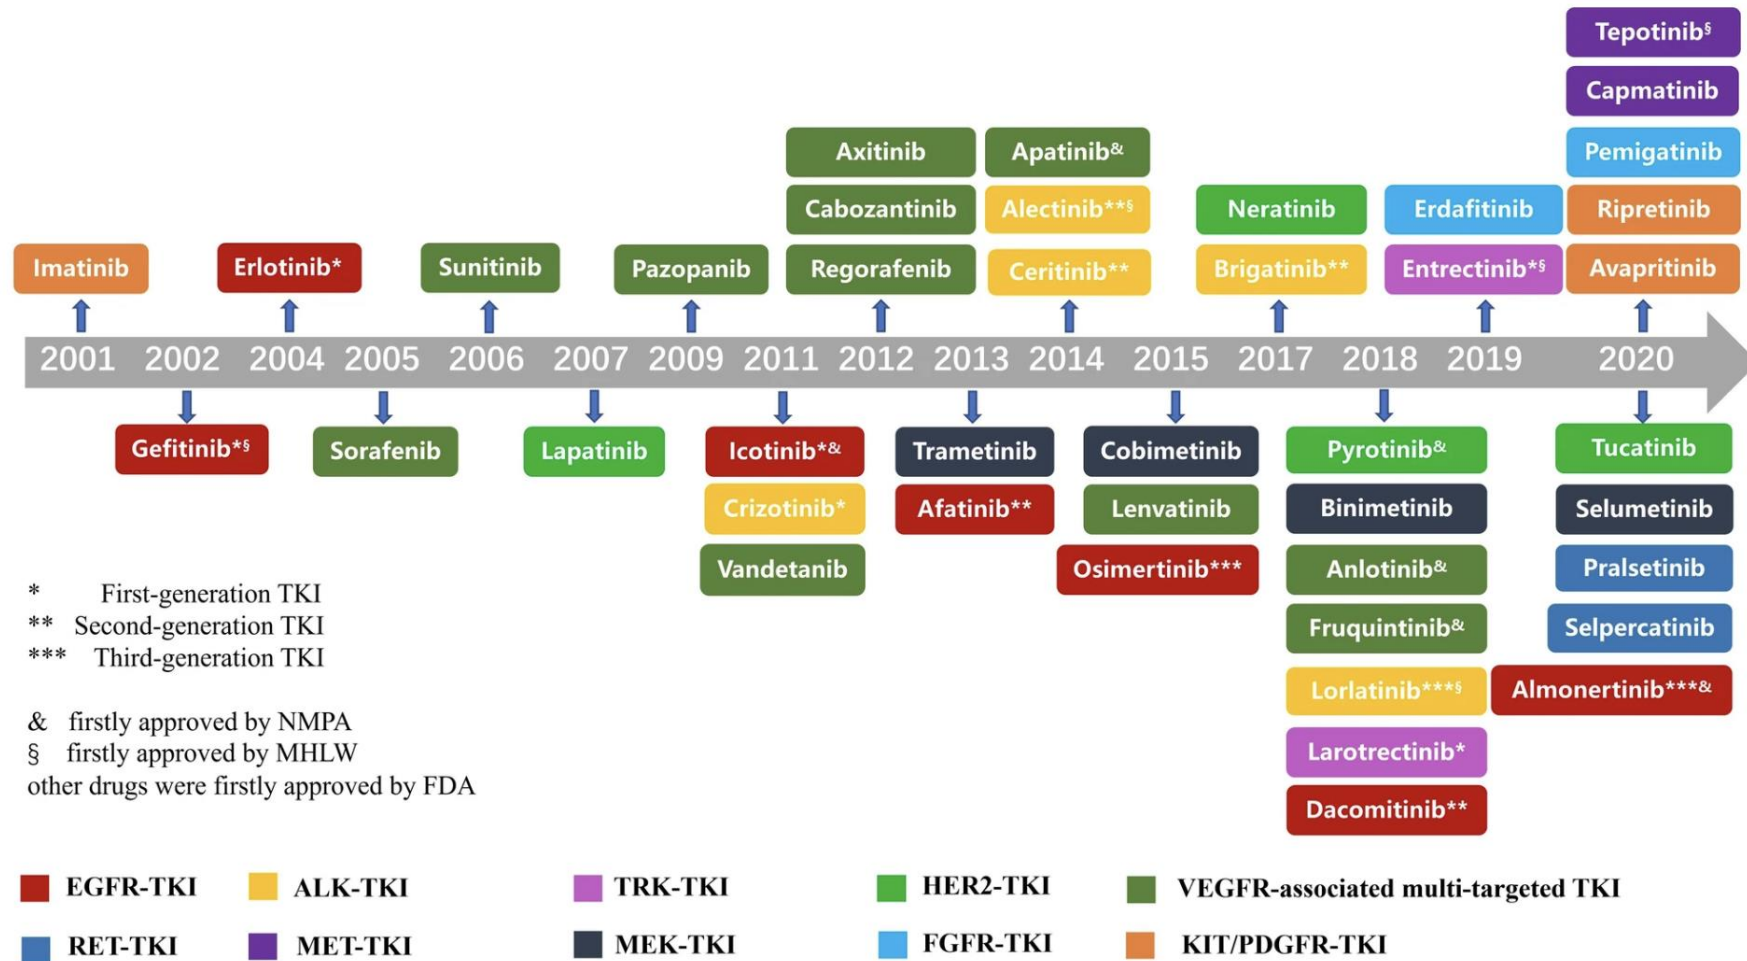 Tepotinib§
Capmatinib
Axitinib Apatinib& Pemigatinib
Cabozantinib Alectinib**§ Neratinib Erdafitinib Ripretinib
Imatinib Erlotinib* Sunitinib Pazopanib Regorafenib Ceritinib** Brigatinib** Entrectinib*§ Avapritinib
2001 2002 2004 2005 2006 2007 2009 2011 2012 2013 2014 2015 2017 2018 2019 2020
Gefitinib*§ Sorafenib Lapatinib Icotinib*& Trametinib Cobimetinib Pyrotinib& Tucatinib
Crizotinib* Afatinib** Lenvatinib Binimetinib Selumetinib
Vandetanib Osimertinib*** Anlotinib& Pralsetinib
Fruquintinib& Selpercatinib
Lorlatinib***§ Almonertinib***&
Larotrectinib*
Dacomitinib**
* First-generation TKI
** Second-generation TKI
*** Third-generation TKI
& firstly approved by NMPA
§ firstly approved by MHLW
other drugs were firstly approved by FDA
EGFR-TKI ALK-TKI TRK-TKI HER2-TKI VEGFR-associated multi-targeted TKI
RET-TKI MET-TKI MEK-TKI FGFR-TKI KIT/PDGFR-TKI